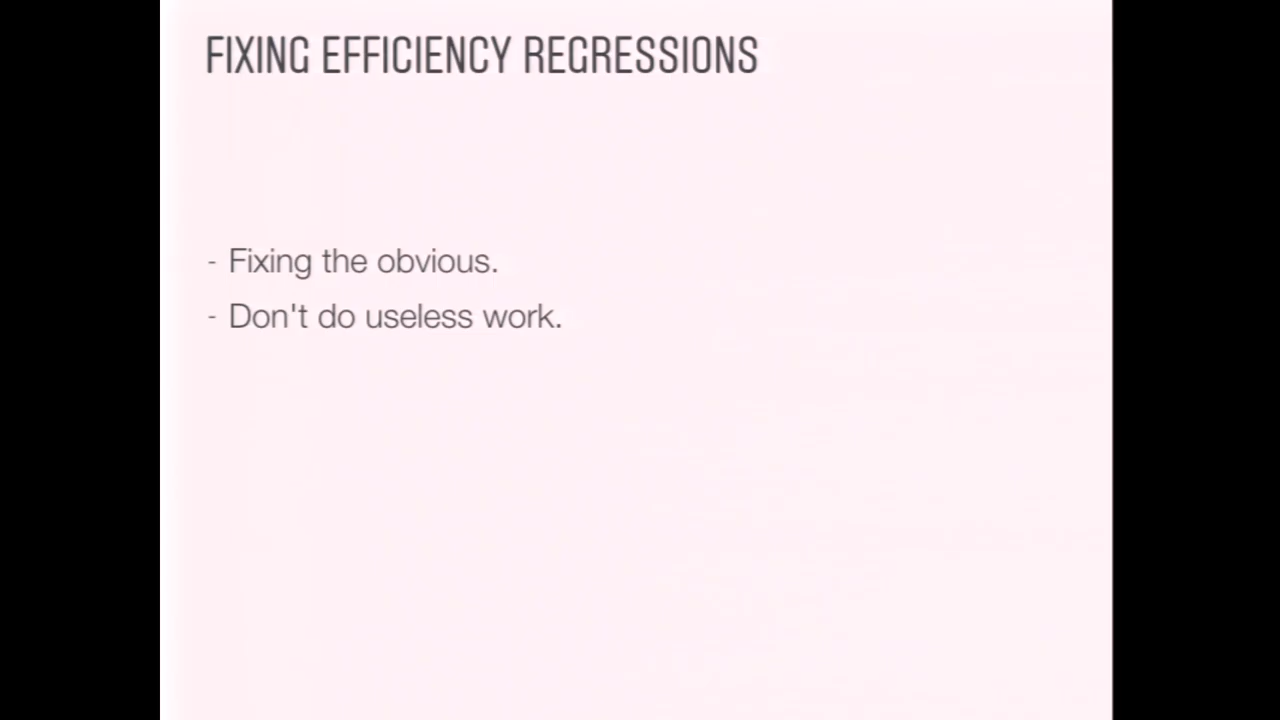 FIXING EFFICIENCY REGRESSIONS
- Fixing the obvious.
- Don't do useless work.